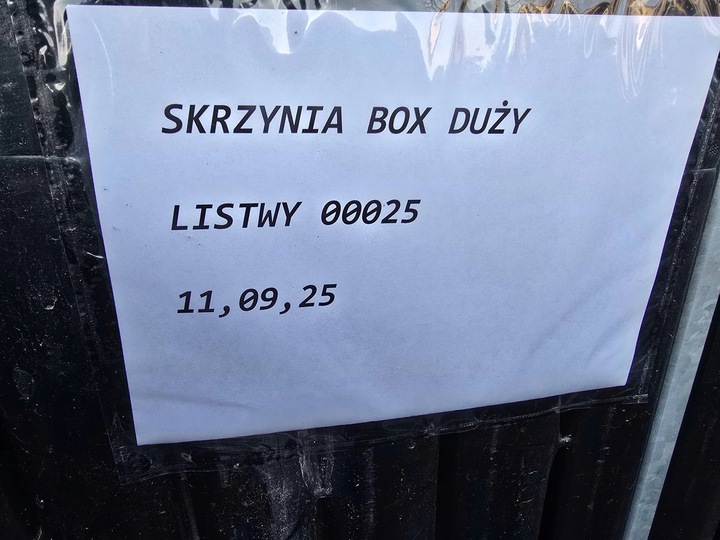 SKRZYNIA BOX DUŻY
LISTWY 00025
11,09,25